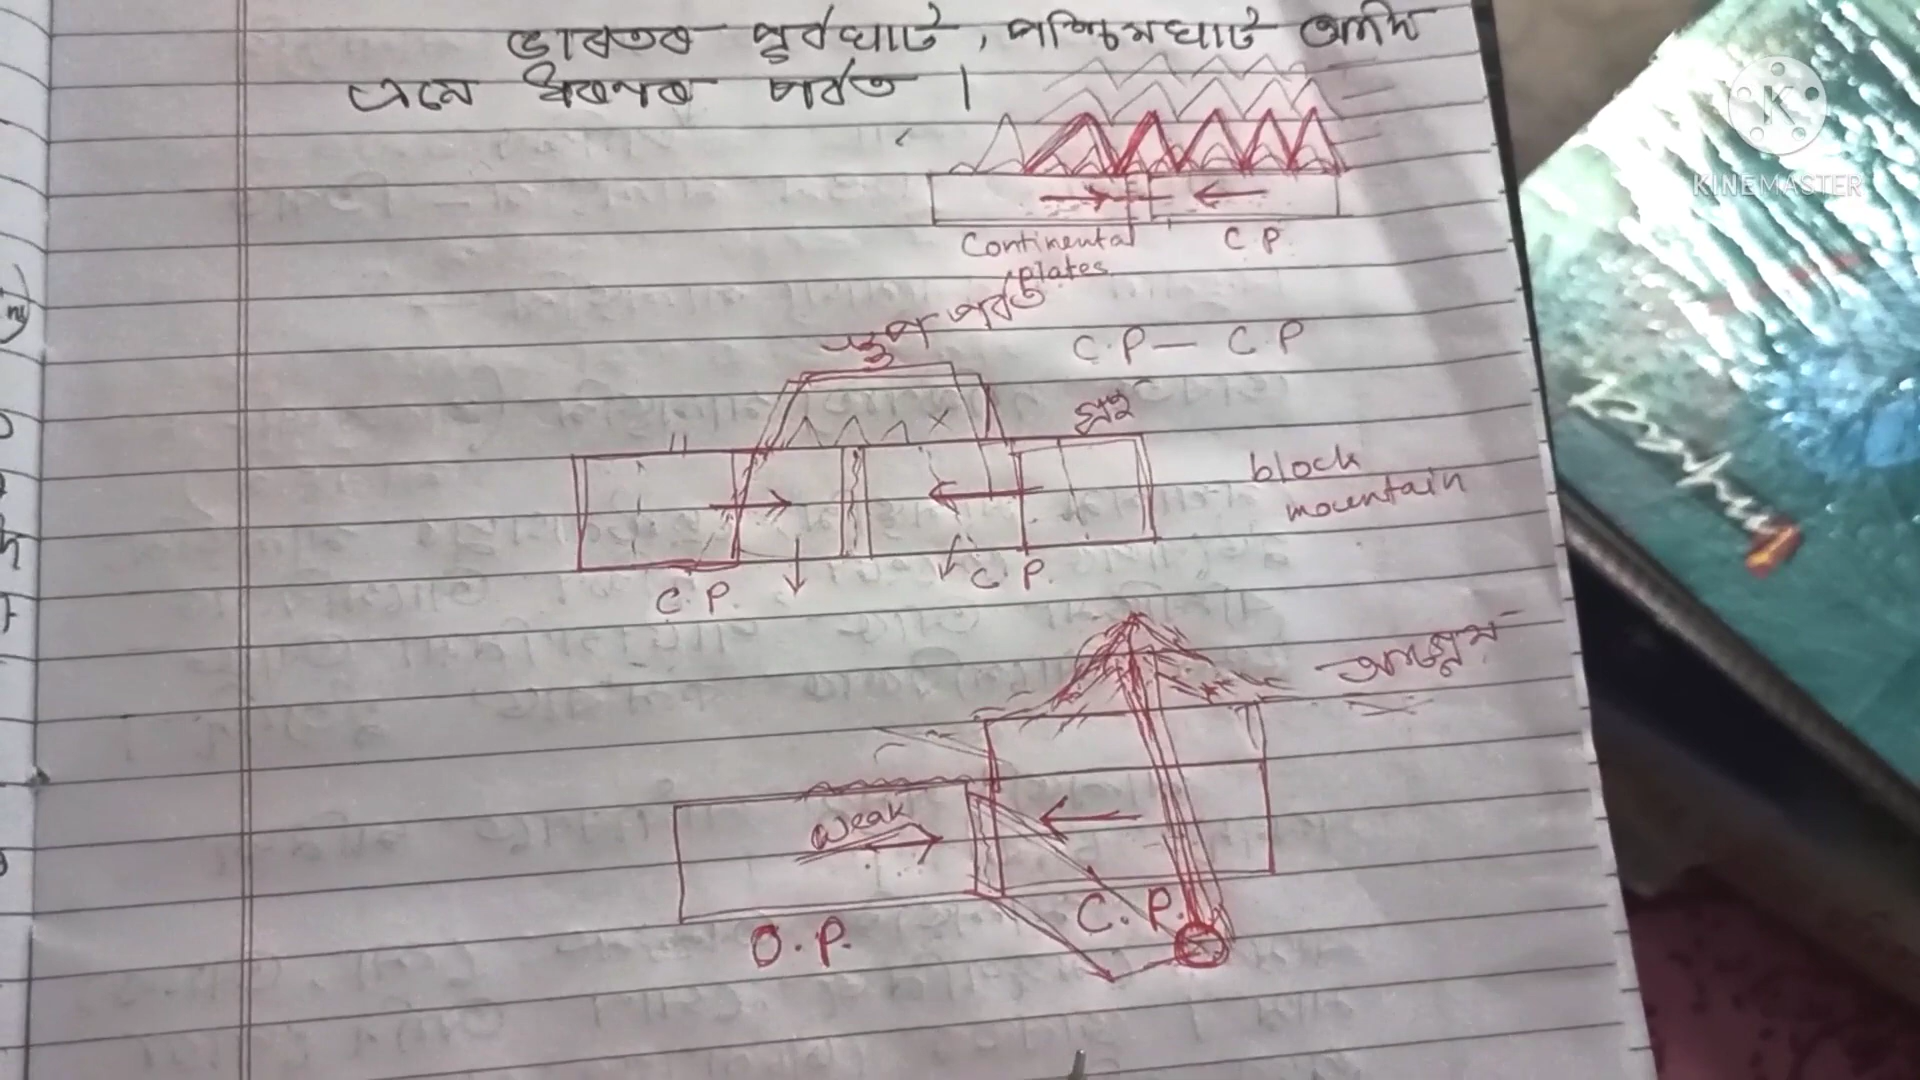 ভাৰতৰ পূৰ্বঘাট, পশ্চিমঘাট আদি
এনে ধৰণৰ পৰ্বত ।
K
KINEMASTER
Continental
plates
C.P.
স্তুপ পৰ্বত
C.P — C.P
block
mountain
C.P.
C.P.
আগ্নেয়
weak
C.P.
O.P.